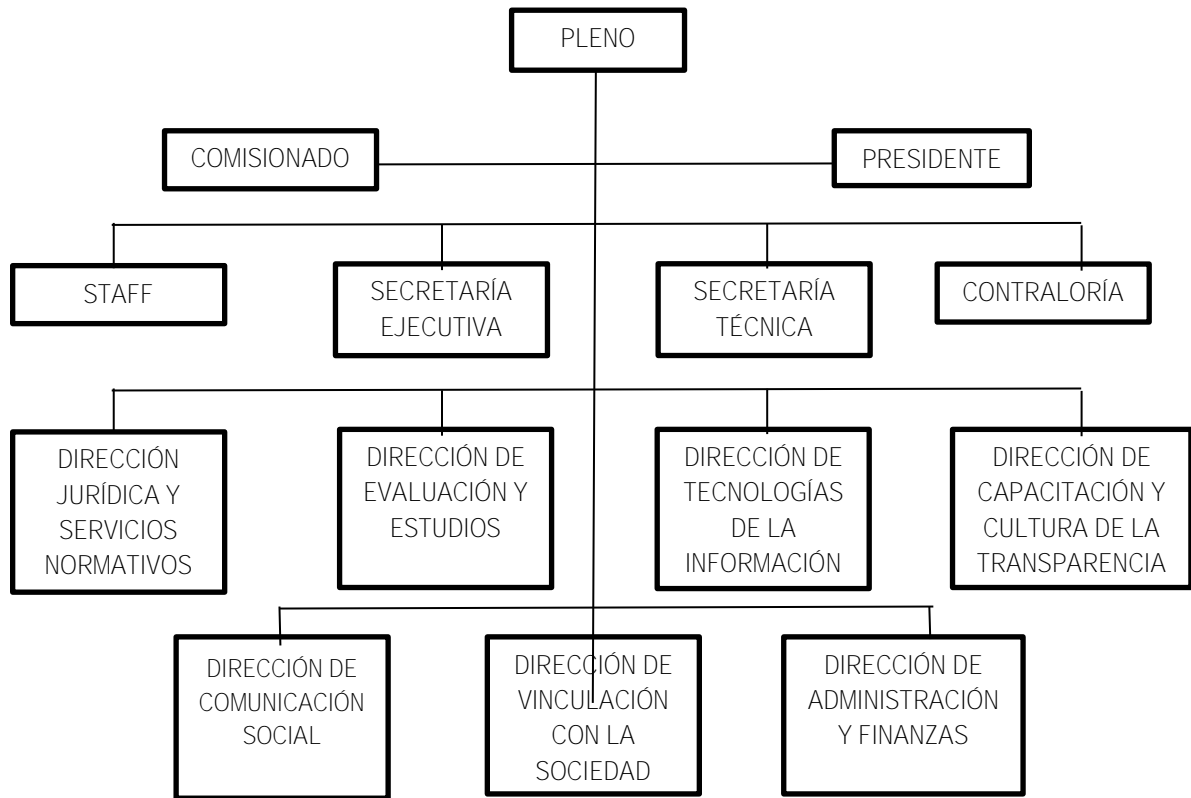 PLENO
COMISIONADO
PRESIDENTE
STAFF
SECRETARÍA
EJECUTIVA
SECRETARÍA
TÉCNICA
CONTRALORÍA
DIRECCIÓN
JURÍDICA Y
SERVICIOS
NORMATIVOS
DIRECCIÓN DE
EVALUACIÓN Y
ESTUDIOS
DIRECCIÓN DE
TECNOLOGÍAS
DE LA
INFORMACIÓN
DIRECCIÓN DE
CAPACITACIÓN Y
CULTURA DE LA
TRANSPARENCIA
DIRECCIÓN DE
COMUNICACIÓN
SOCIAL
DIRECCIÓN DE
VINCULACIÓN
CON LA
SOCIEDAD
DIRECCIÓN DE
ADMINISTRACIÓN
Y FINANZAS